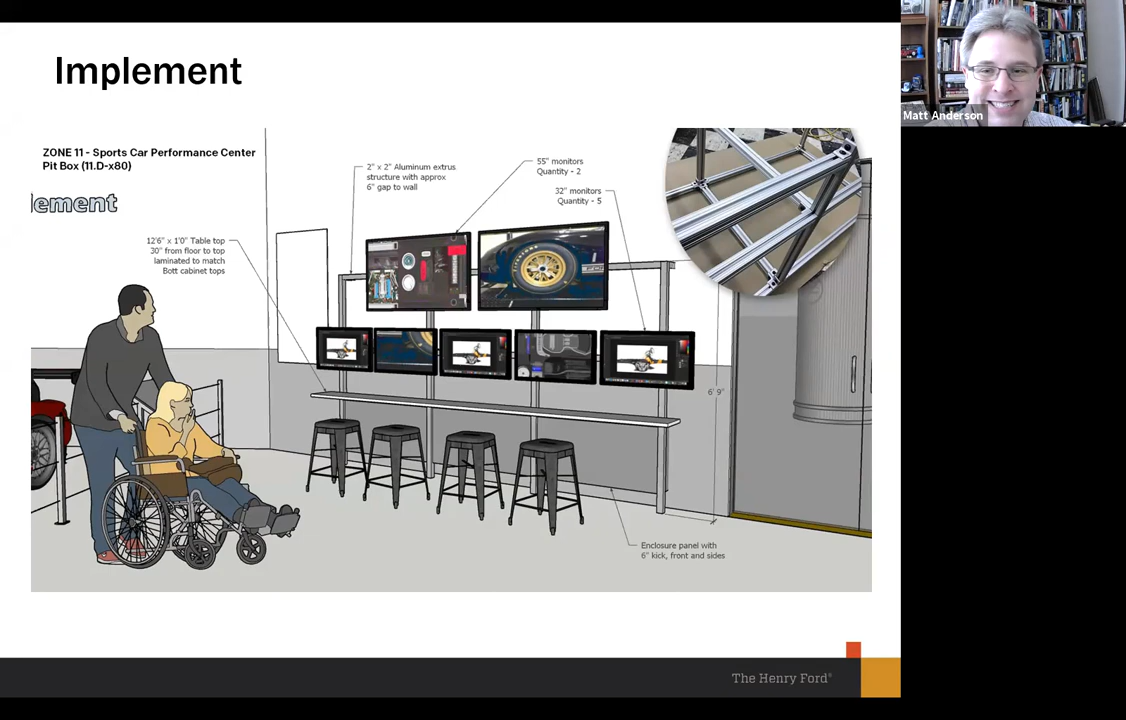 Implement
Matt Anderson
ZONE 11 - Sports Car Performance Center
Pit Box (11.D-x80)
lement
2" x 2" Aluminum extrus
structure with approx
6" gap to wall
55" monitors
Quantity - 2
32" monitors
Quantity - 5
12'6" x 1'0" Table top
30" from floor to top
laminated to match
Bott cabinet tops
6' 9"
Enclosure panel with
6" kick, front and sides
The Henry Ford®